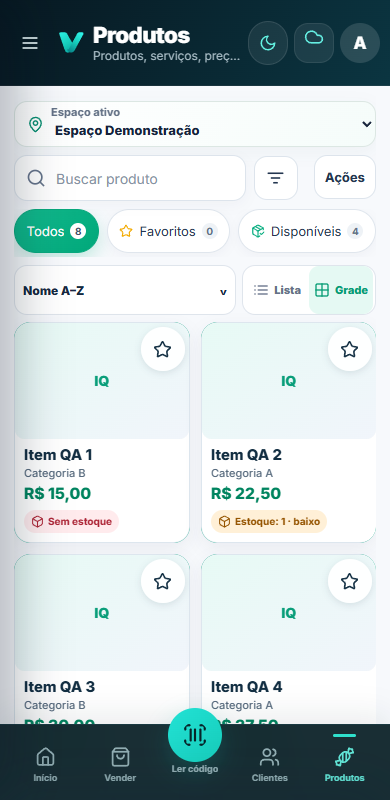 Produtos
Produtos, serviços, preç...
A
Espaço ativo
Espaço Demonstração
Buscar produto
Ações
Todos 8
Favoritos 0
Disponíveis 4
Nome A–Z
v
Lista
Grade
IQ
IQ
Item QA 1
Item QA 2
Categoria B
Categoria A
R$ 15,00
R$ 22,50
Sem estoque
Estoque: 1 · baixo
IQ
IQ
Item QA 3
Item QA 4
Categoria B
Categoria A
Início
Vender
Ler código
Clientes
Produtos